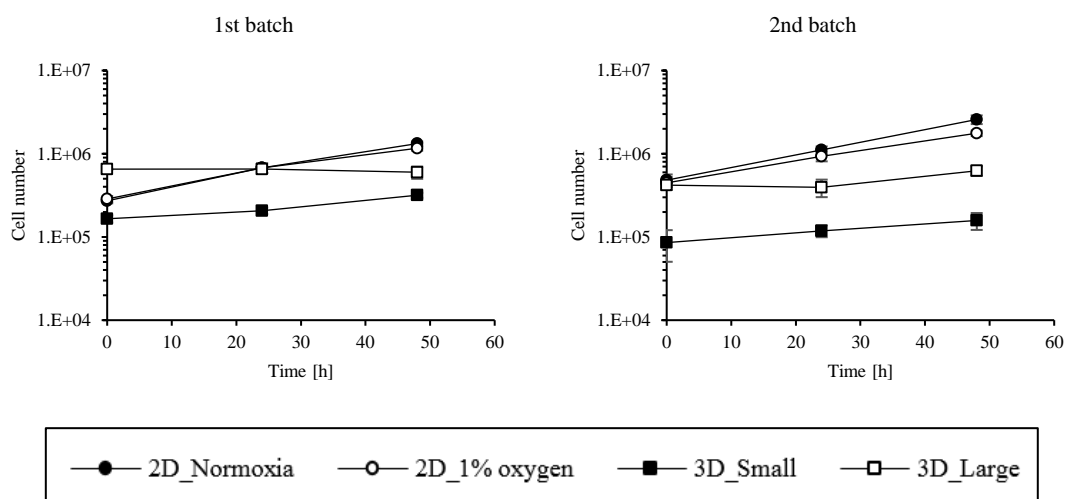 1st batch
1.E+07
1.E+06
1.E+05
1.E+04
Cell number
0 10 20 30 40 50 60
Time [h]
2nd batch
1.E+07
1.E+06
1.E+05
1.E+04
Cell number
0 10 20 30 40 50 60
Time [h]
2D_Normoxia 2D_1% oxygen 3D_Small 3D_Large